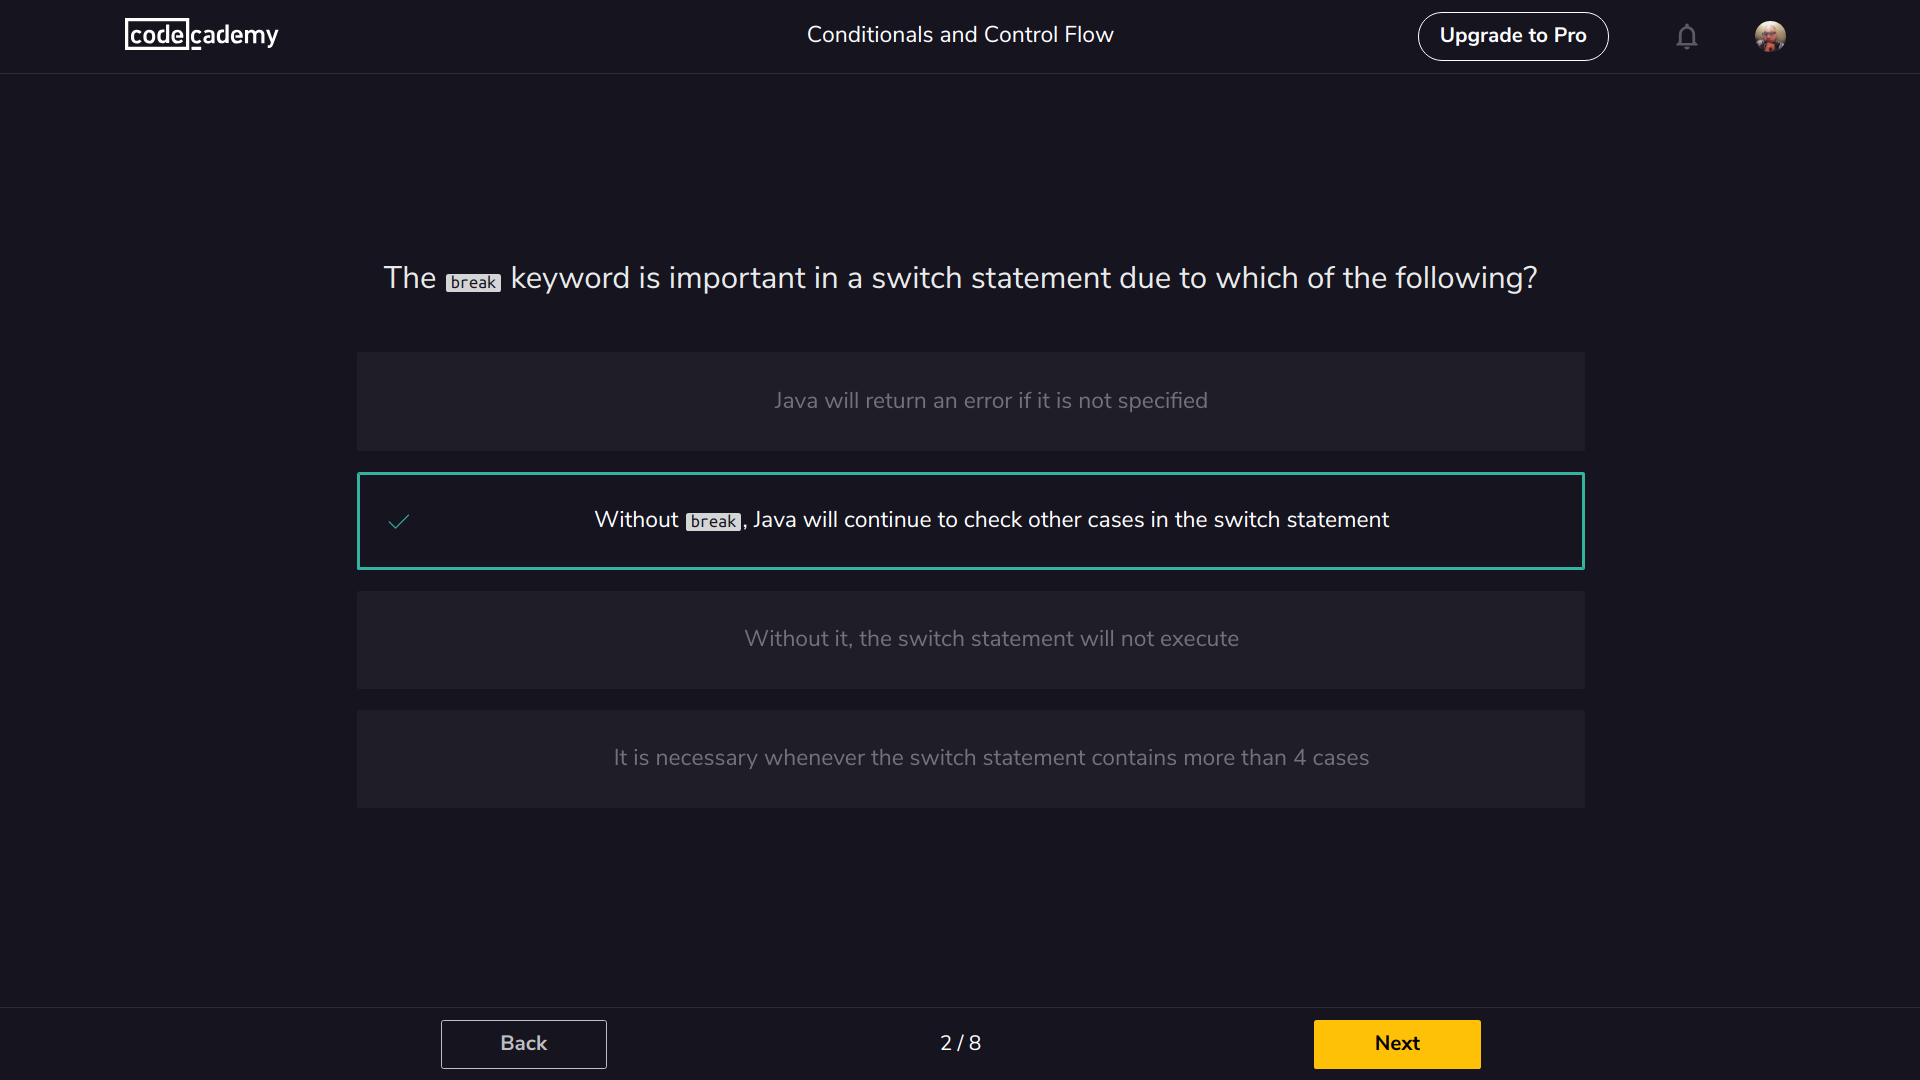 codecademy
Conditionals and Control Flow
Upgrade to Pro
The break keyword is important in a switch statement due to which of the following?
Java will return an error if it is not specified
Without break, Java will continue to check other cases in the switch statement
Without it, the switch statement will not execute
It is necessary whenever the switch statement contains more than 4 cases
Back
2 / 8
Next